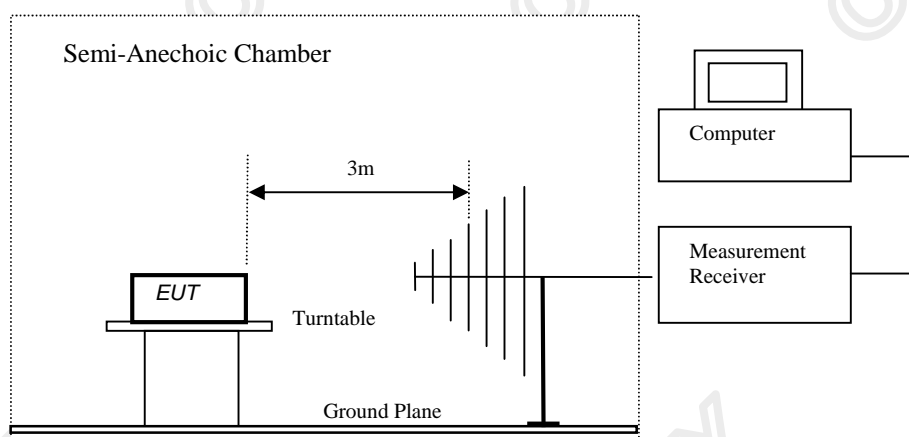 Semi-Anechoic Chamber
Computer
3m
Measurement
Receiver
EUT
Turntable
Ground Plane